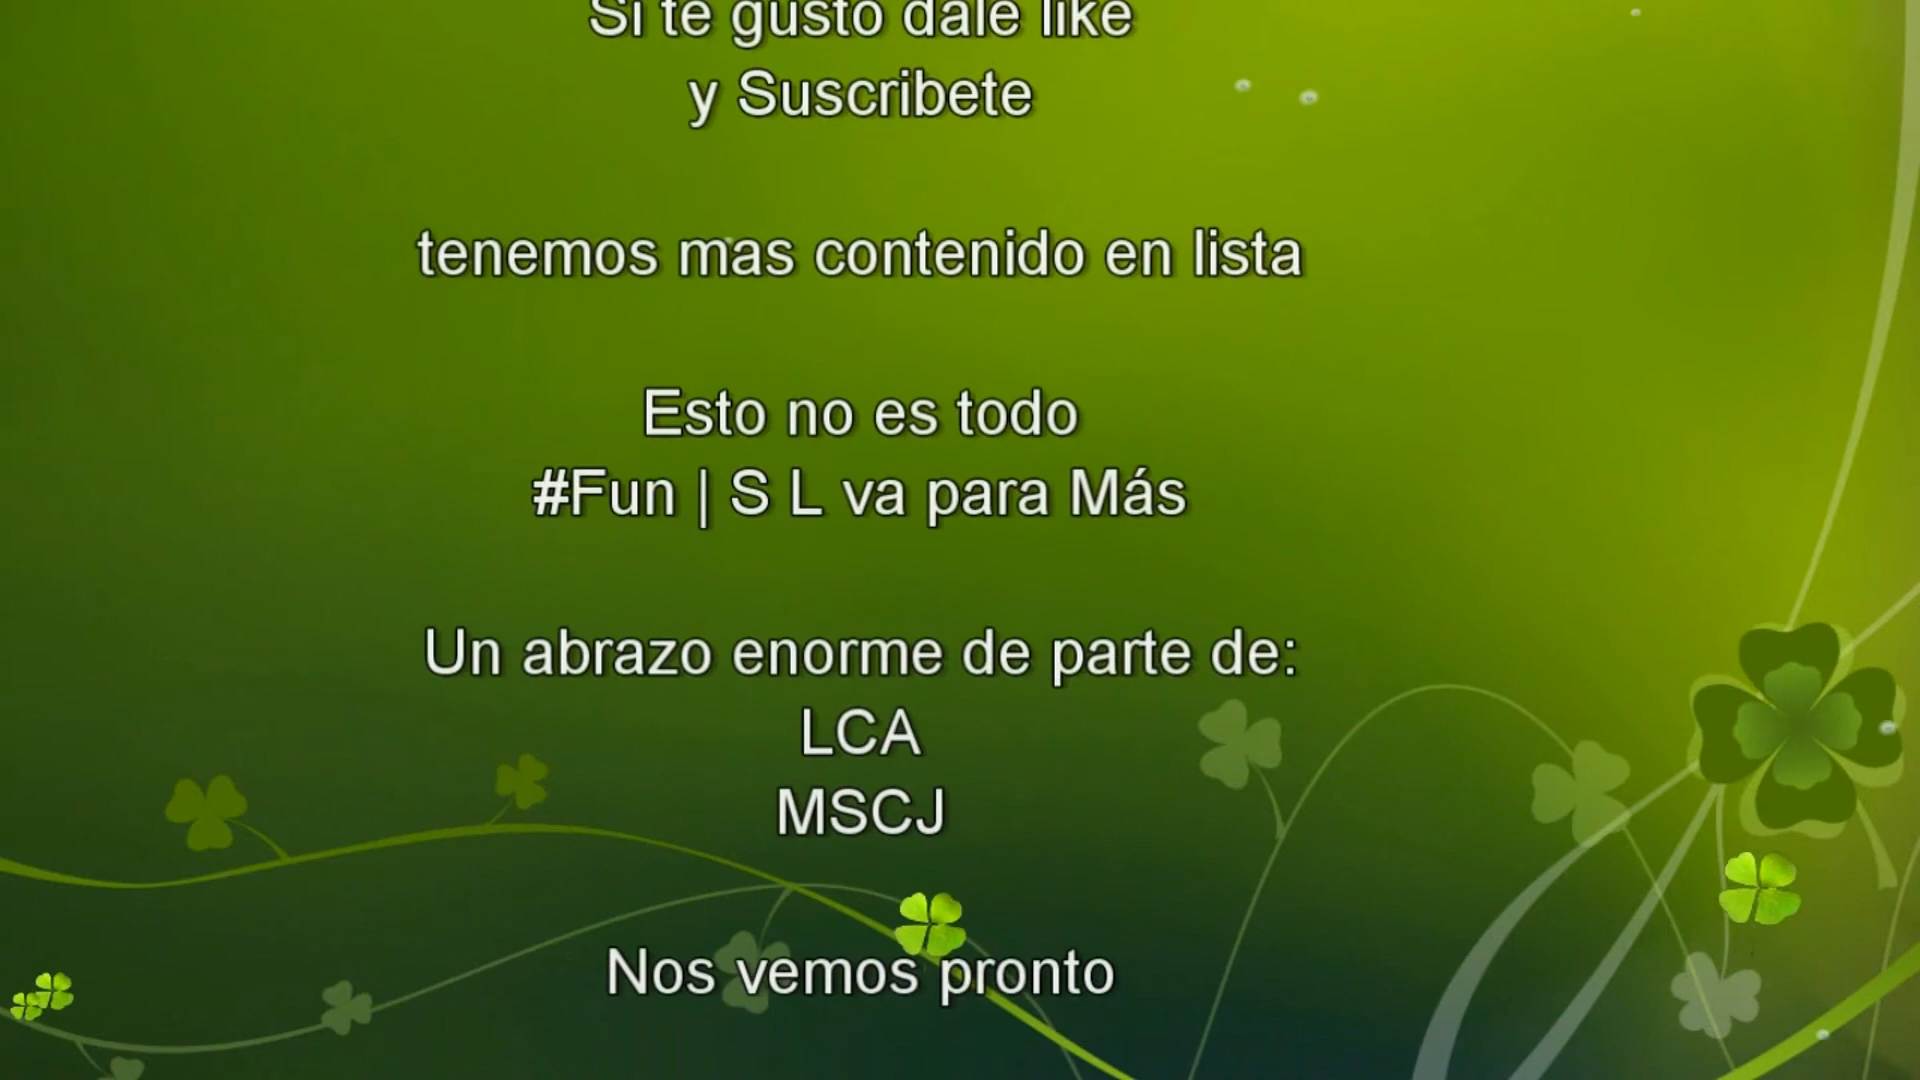 Si te gusto dale like
y Suscribete
tenemos mas contenido en lista
Esto no es todo
#Fun | S L va para Más
Un abrazo enorme de parte de:
LCA
MSCJ
Nos vemos pronto